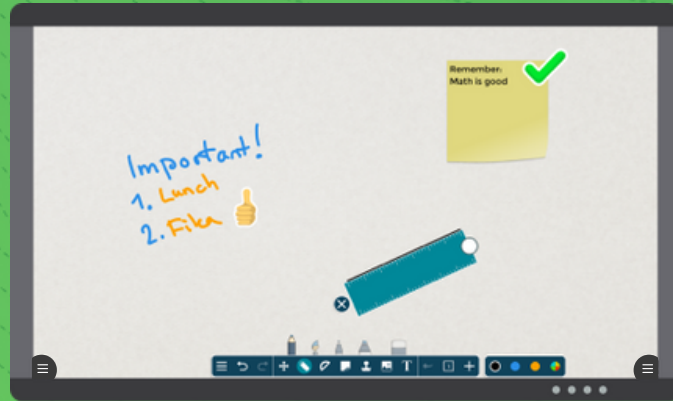 Remember:
Math is good
Important!
1. Lunch
2. Fika